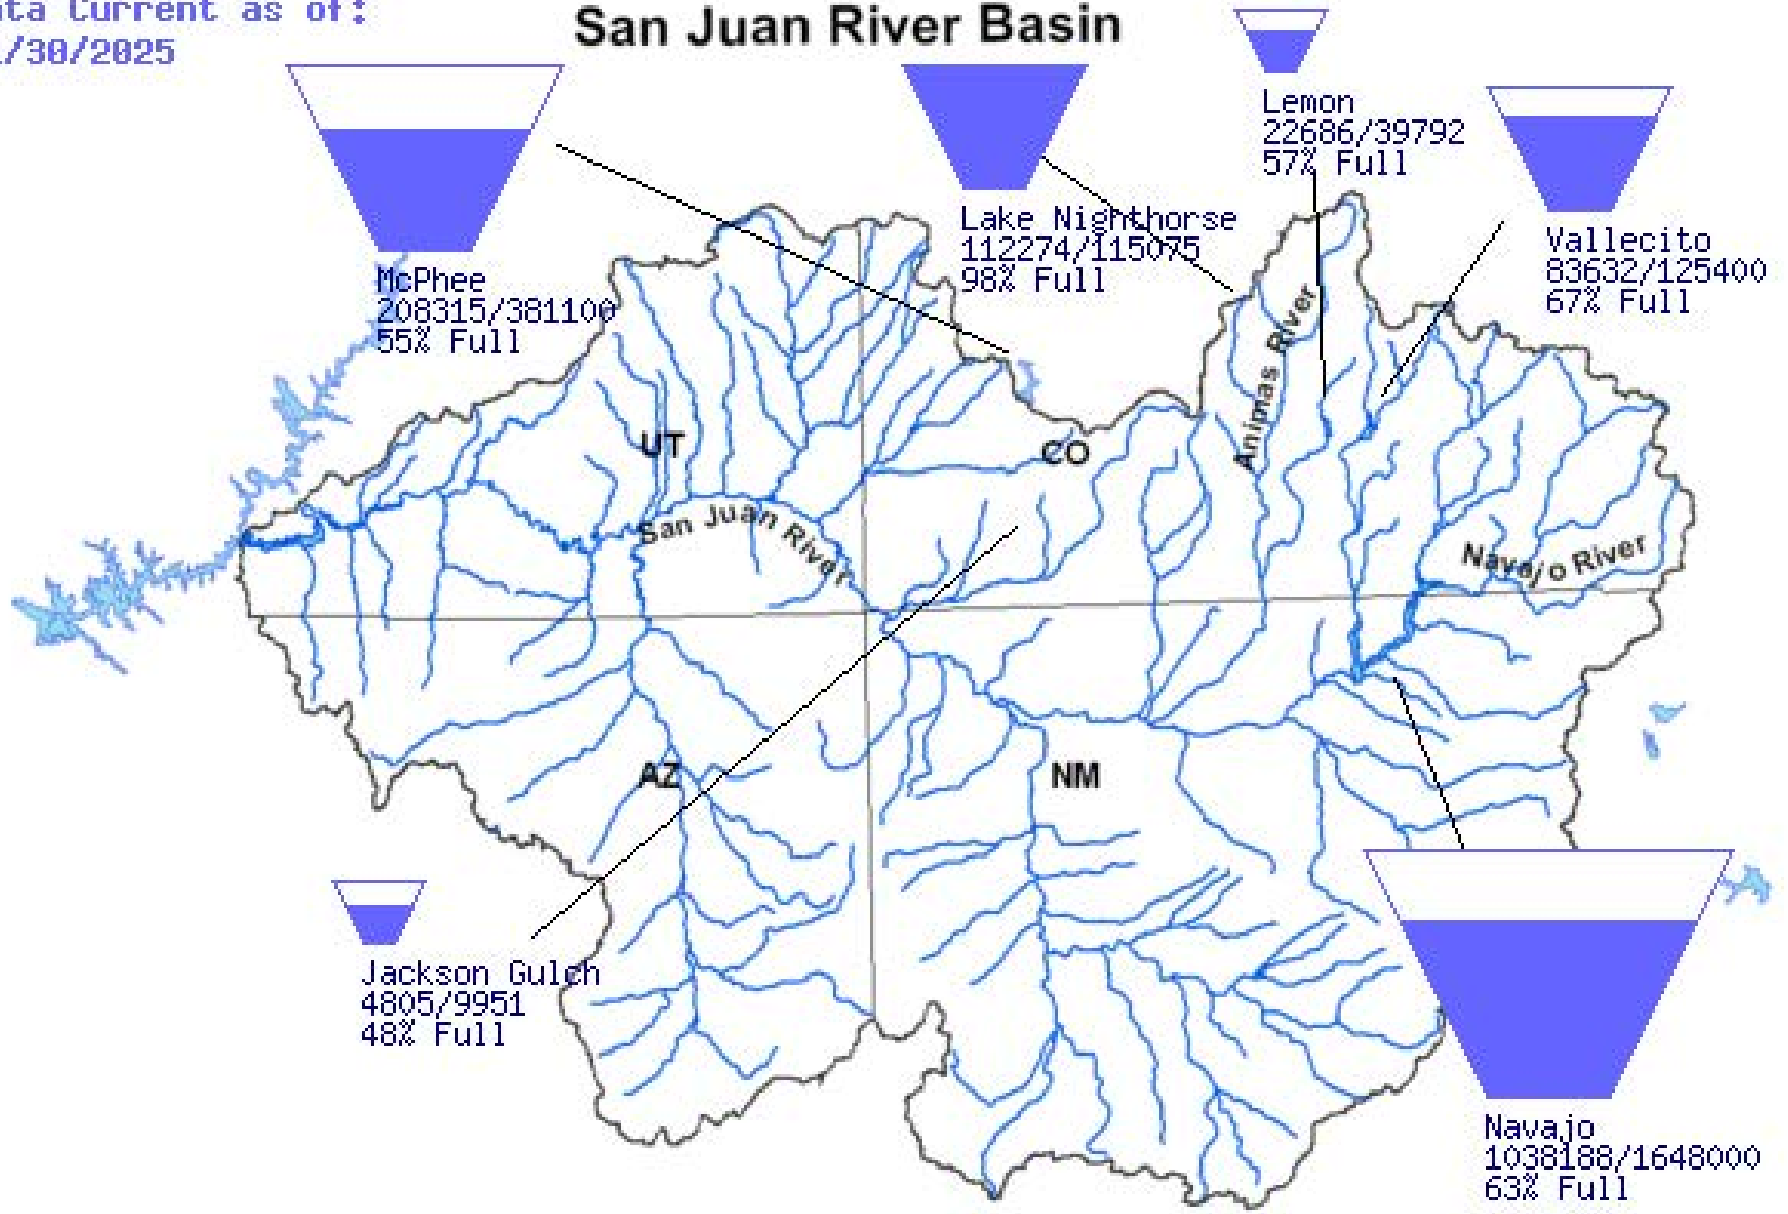 ata Current as of:
/30/2025
San Juan River Basin
Lemon
22686/39792
57% Full
Vallecito
83632/125400
67% Full
Lake Nighthorse
112274/115075
98% Full
McPhee
208315/381100
55% Full
Animas River
UT
CO
San Juan River
Navajo River
AZ
NM
Jackson Gulch
4805/9951
48% Full
Navajo
1038188/1648000
63% Full